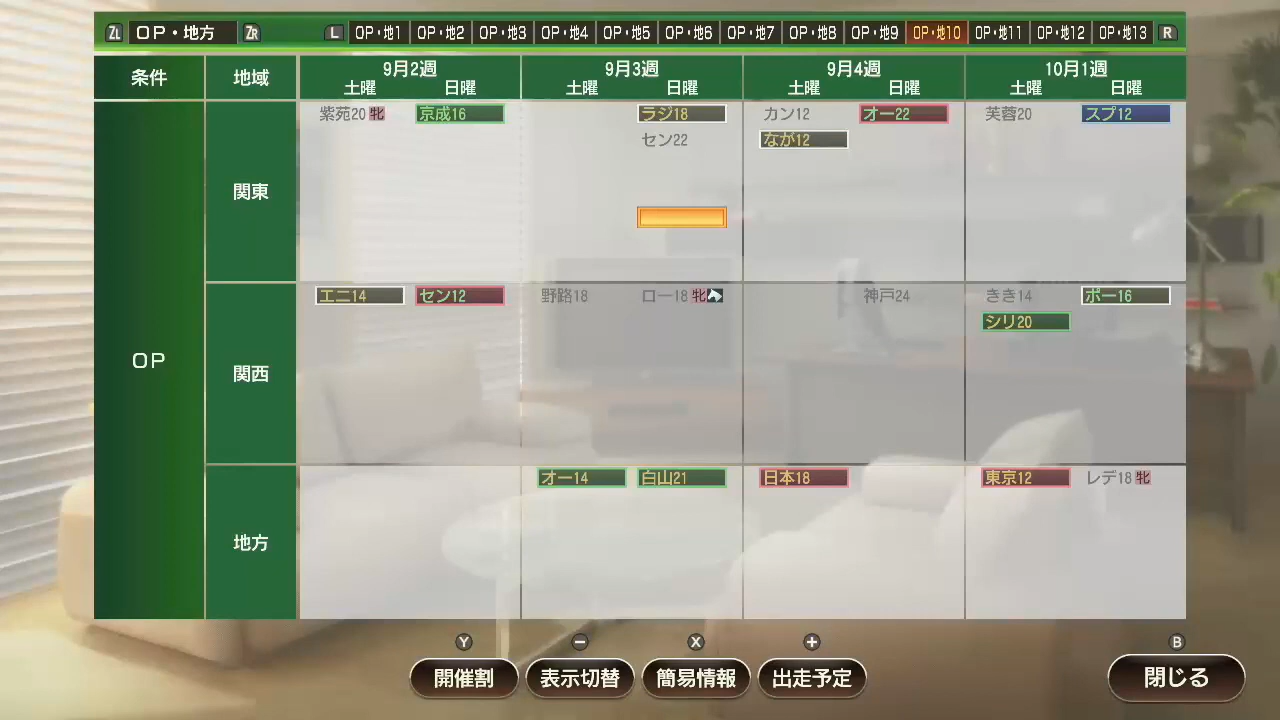 ZL OP・地方 ZR L OP・地1 OP・地2 OP・地3 OP・地4 OP・地5 OP・地6 OP・地7 OP・地8 OP・地9 OP・地10 OP・地11 OP・地12 OP・地13 R
条件 地域 9月2週 9月3週 9月4週 10月1週
土曜 日曜 土曜 日曜 土曜 日曜 土曜 日曜
紫苑20 牝 京成16 ラジ18 カン12 オー22 芙蓉20 スプ12
セン22 なが12
関東
エニ14 セン12 野路18 ロー18 牝 神戸24 きき14 ポー16
シリ20
OP
関西
オー14 白山21 日本18 東京12 レデ18 牝
地方
Y − X + B
開催割 表示切替 簡易情報 出走予定 閉じる